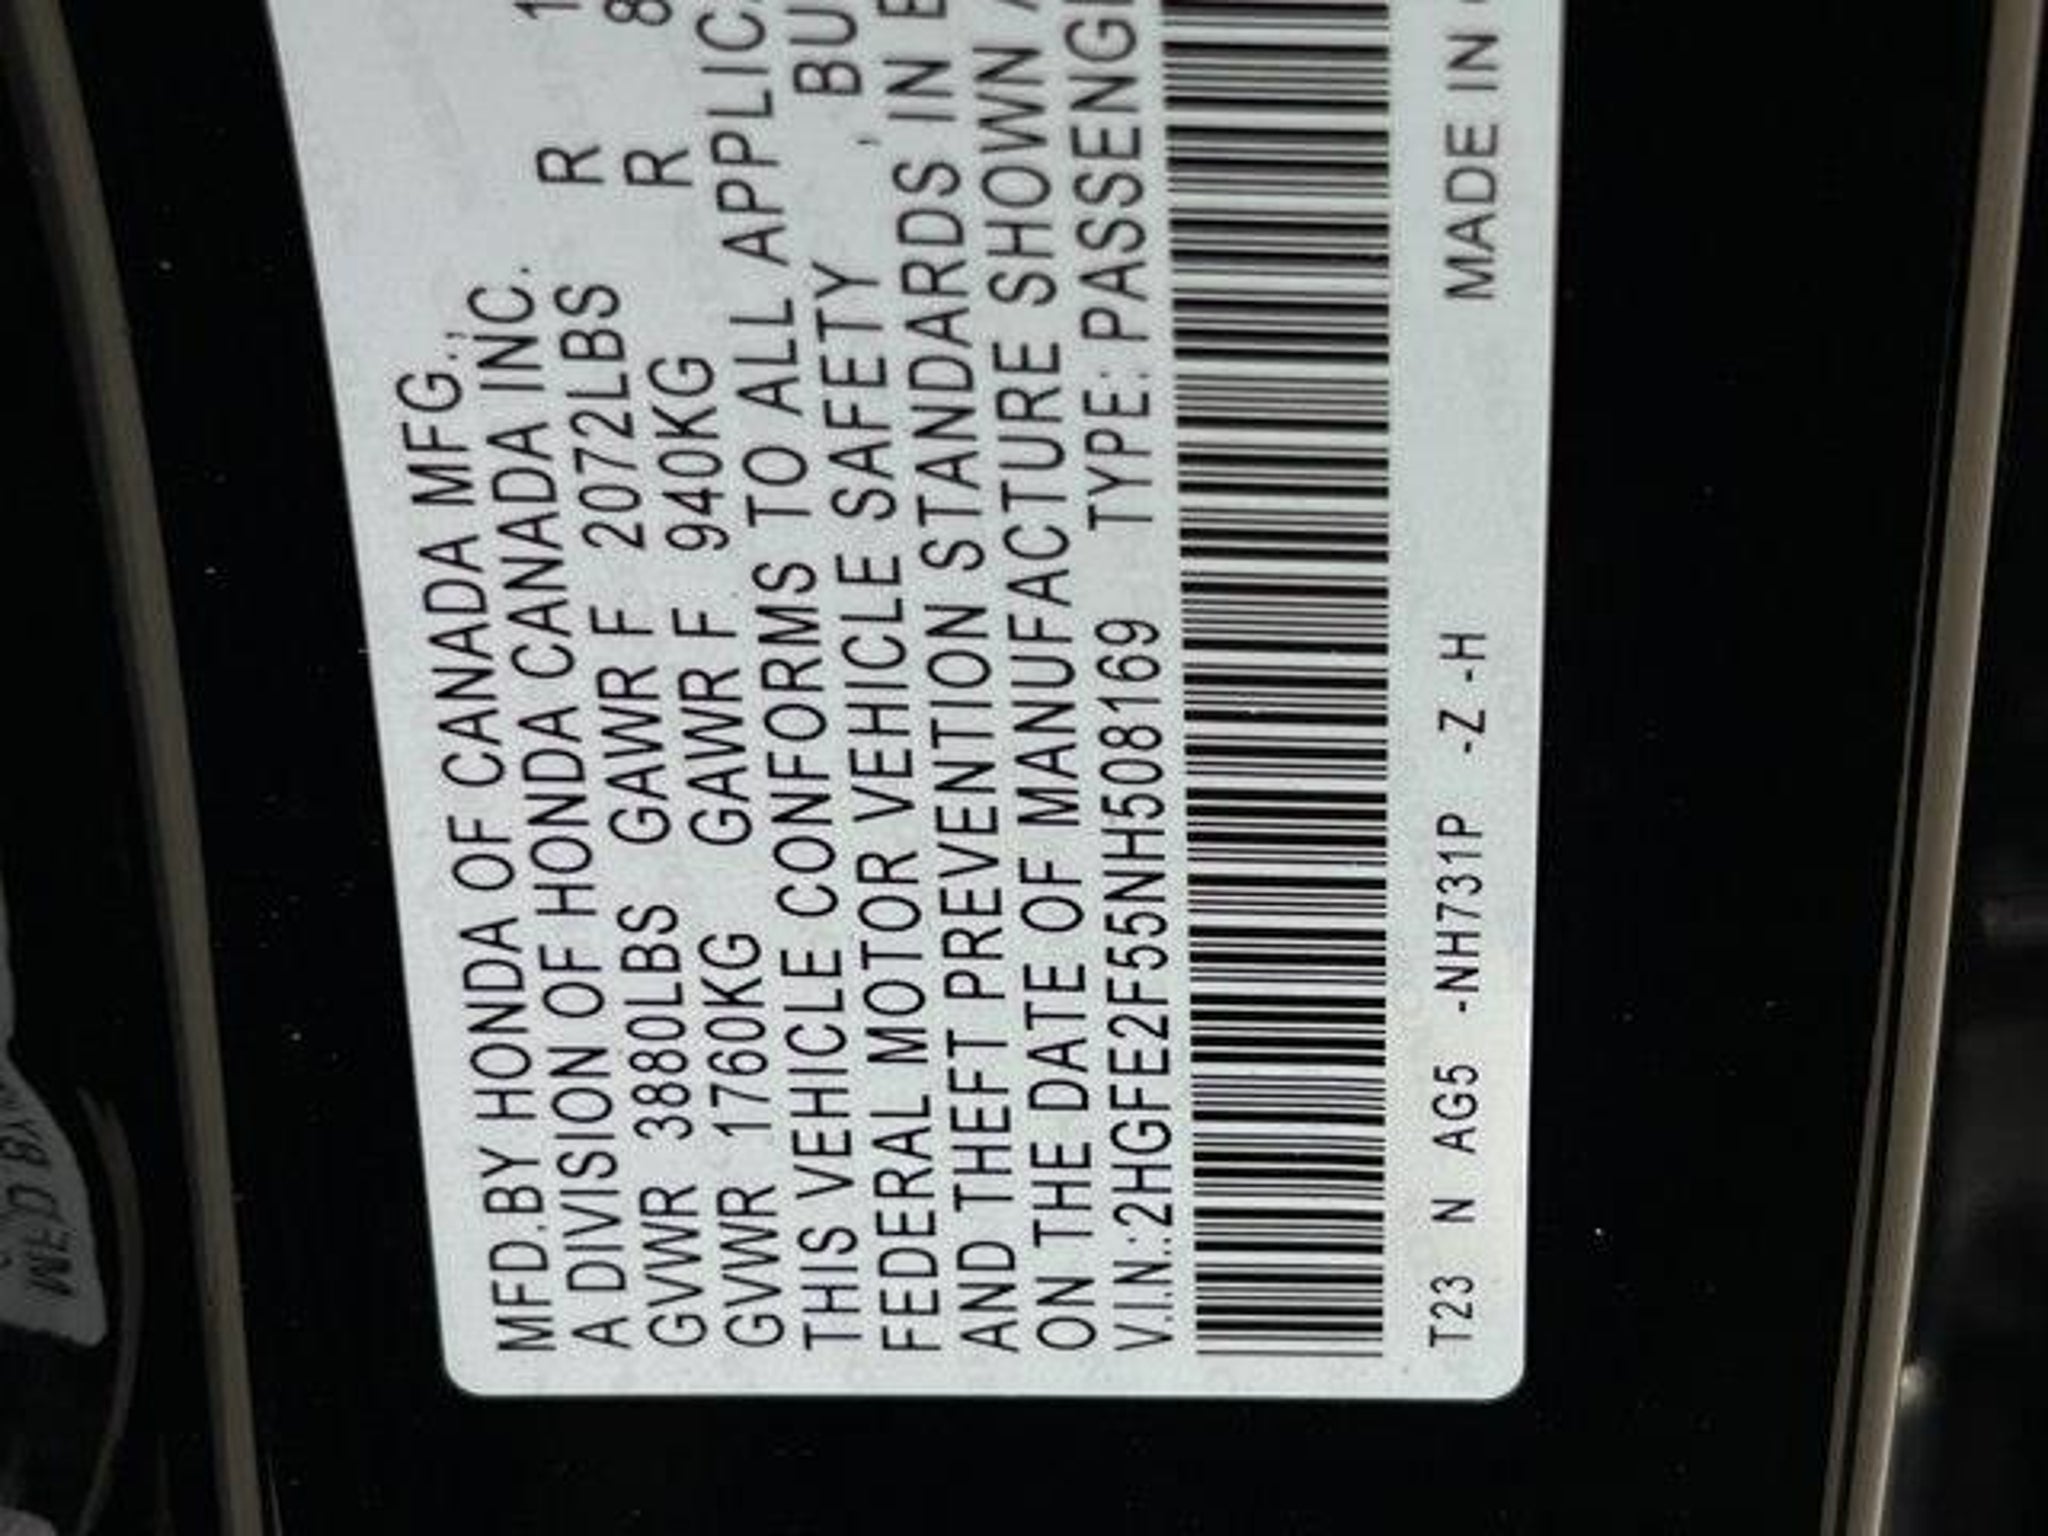 MFD.BY HONDA OF CANADA MFG.,
A DIVISION OF HONDA CANADA INC.
GVWR 3880LBS GAWR F 2072LBS R
GVWR 1760KG GAWR F 940KG R
THIS VEHICLE CONFORMS TO ALL APPLIC
FEDERAL MOTOR VEHICLE SAFETY , BU
AND THEFT PREVENTION STANDARDS IN
ON THE DATE OF MANUFACTURE SHOWN
V.I.N.:2HGFE2F55NH508169 TYPE: PASSENG
T23 N AG5 -NH731P -Z -H MADE IN